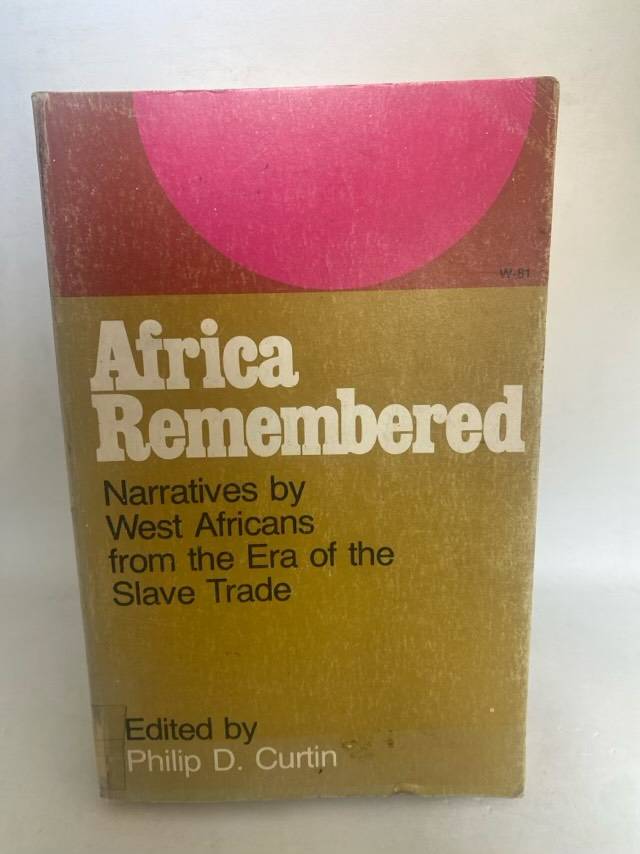 W-81
Africa
Remembered
Narratives by
West Africans
from the Era of the
Slave Trade
Edited by
Philip D. Curtin